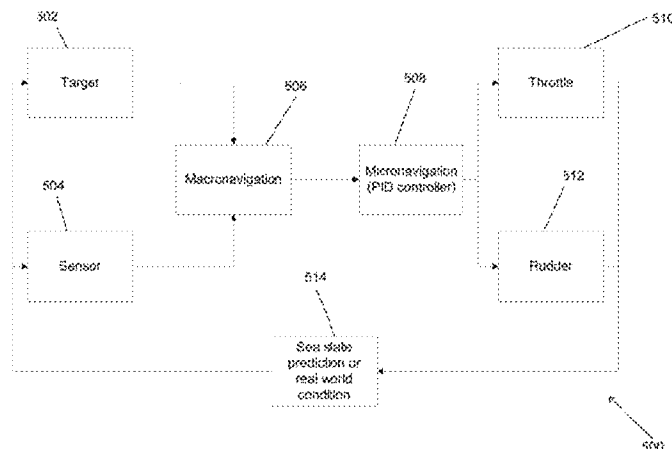 502
510
Target
506
508
Throttle
Macronavigation
Micronavigation
(PID controller)
504
512
Sensor
514
Rudder
Sea state
prediction or
real world
condition
500